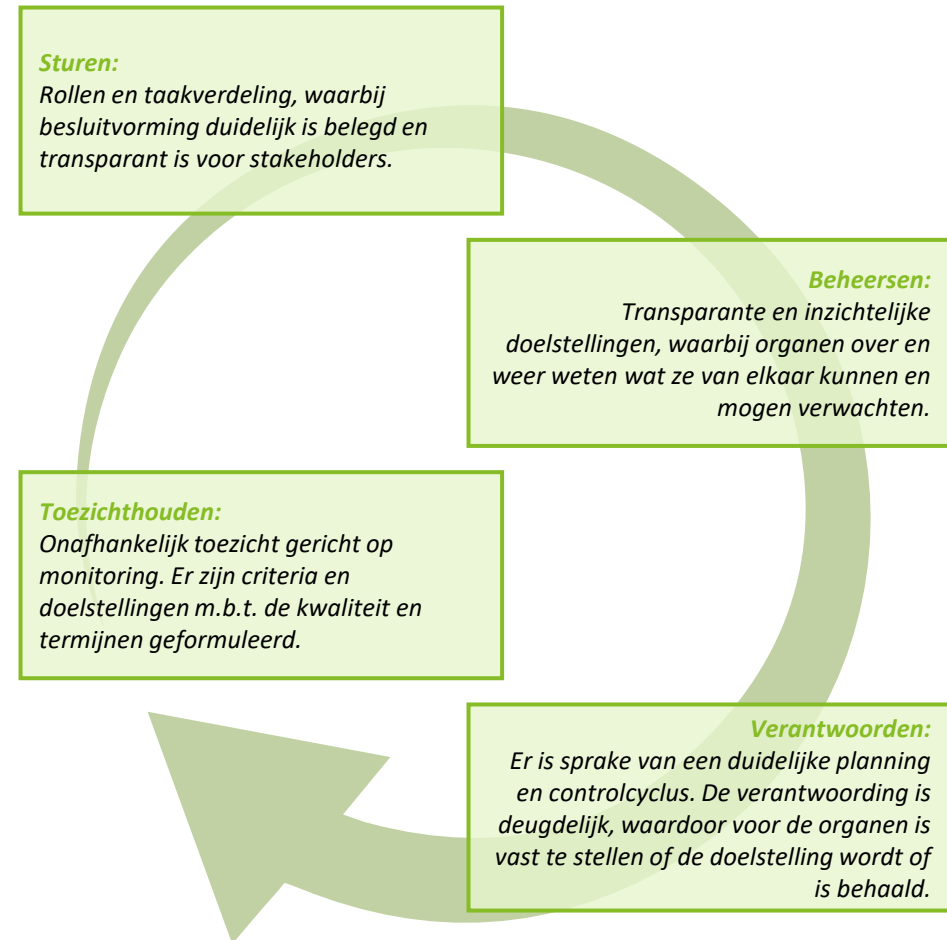 Sturen:
Rollen en taakverdeling, waarbij
besluitvorming duidelijk is belegd en
transparant is voor stakeholders.
Beheersen:
Transparante en inzichtelijke
doelstellingen, waarbij organen over en
weer weten wat ze van elkaar kunnen en
mogen verwachten.
Toezichthouden:
Onafhankelijk toezicht gericht op
monitoring. Er zijn criteria en
doelstellingen m.b.t. de kwaliteit en
termijnen geformuleerd.
Verantwoorden:
Er is sprake van een duidelijke planning
en controlcyclus. De verantwoording is
deugdelijk, waardoor voor de organen is
vast te stellen of de doelstelling wordt of
is behaald.